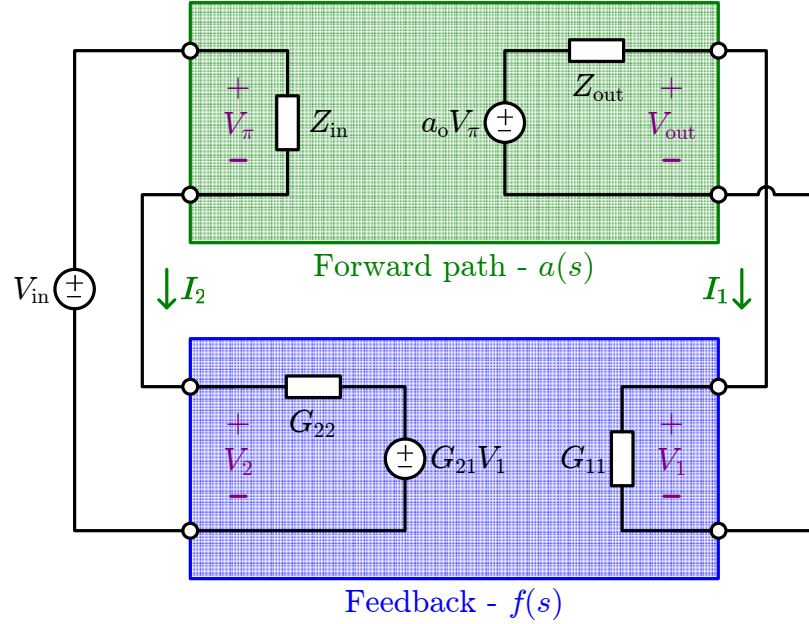 + + 
V_π Z_in a_o V_π + − Z_out V_out
− −
Forward path - a(s)
V_in + − I_2 I_1
+ G_22 +
V_2 + − G_21 V_1 G_11 V_1
− −
Feedback - f(s)